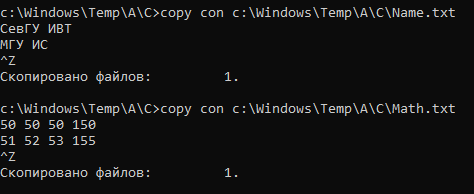 c:\Windows\Temp\A\C>copy con c:\Windows\Temp\A\C\Name.txt
СевГУ ИВТ
МГУ ИС
^Z
Скопировано файлов:         1.
c:\Windows\Temp\A\C>copy con c:\Windows\Temp\A\C\Math.txt
50 50 50 150
51 52 53 155
^Z
Скопировано файлов:         1.